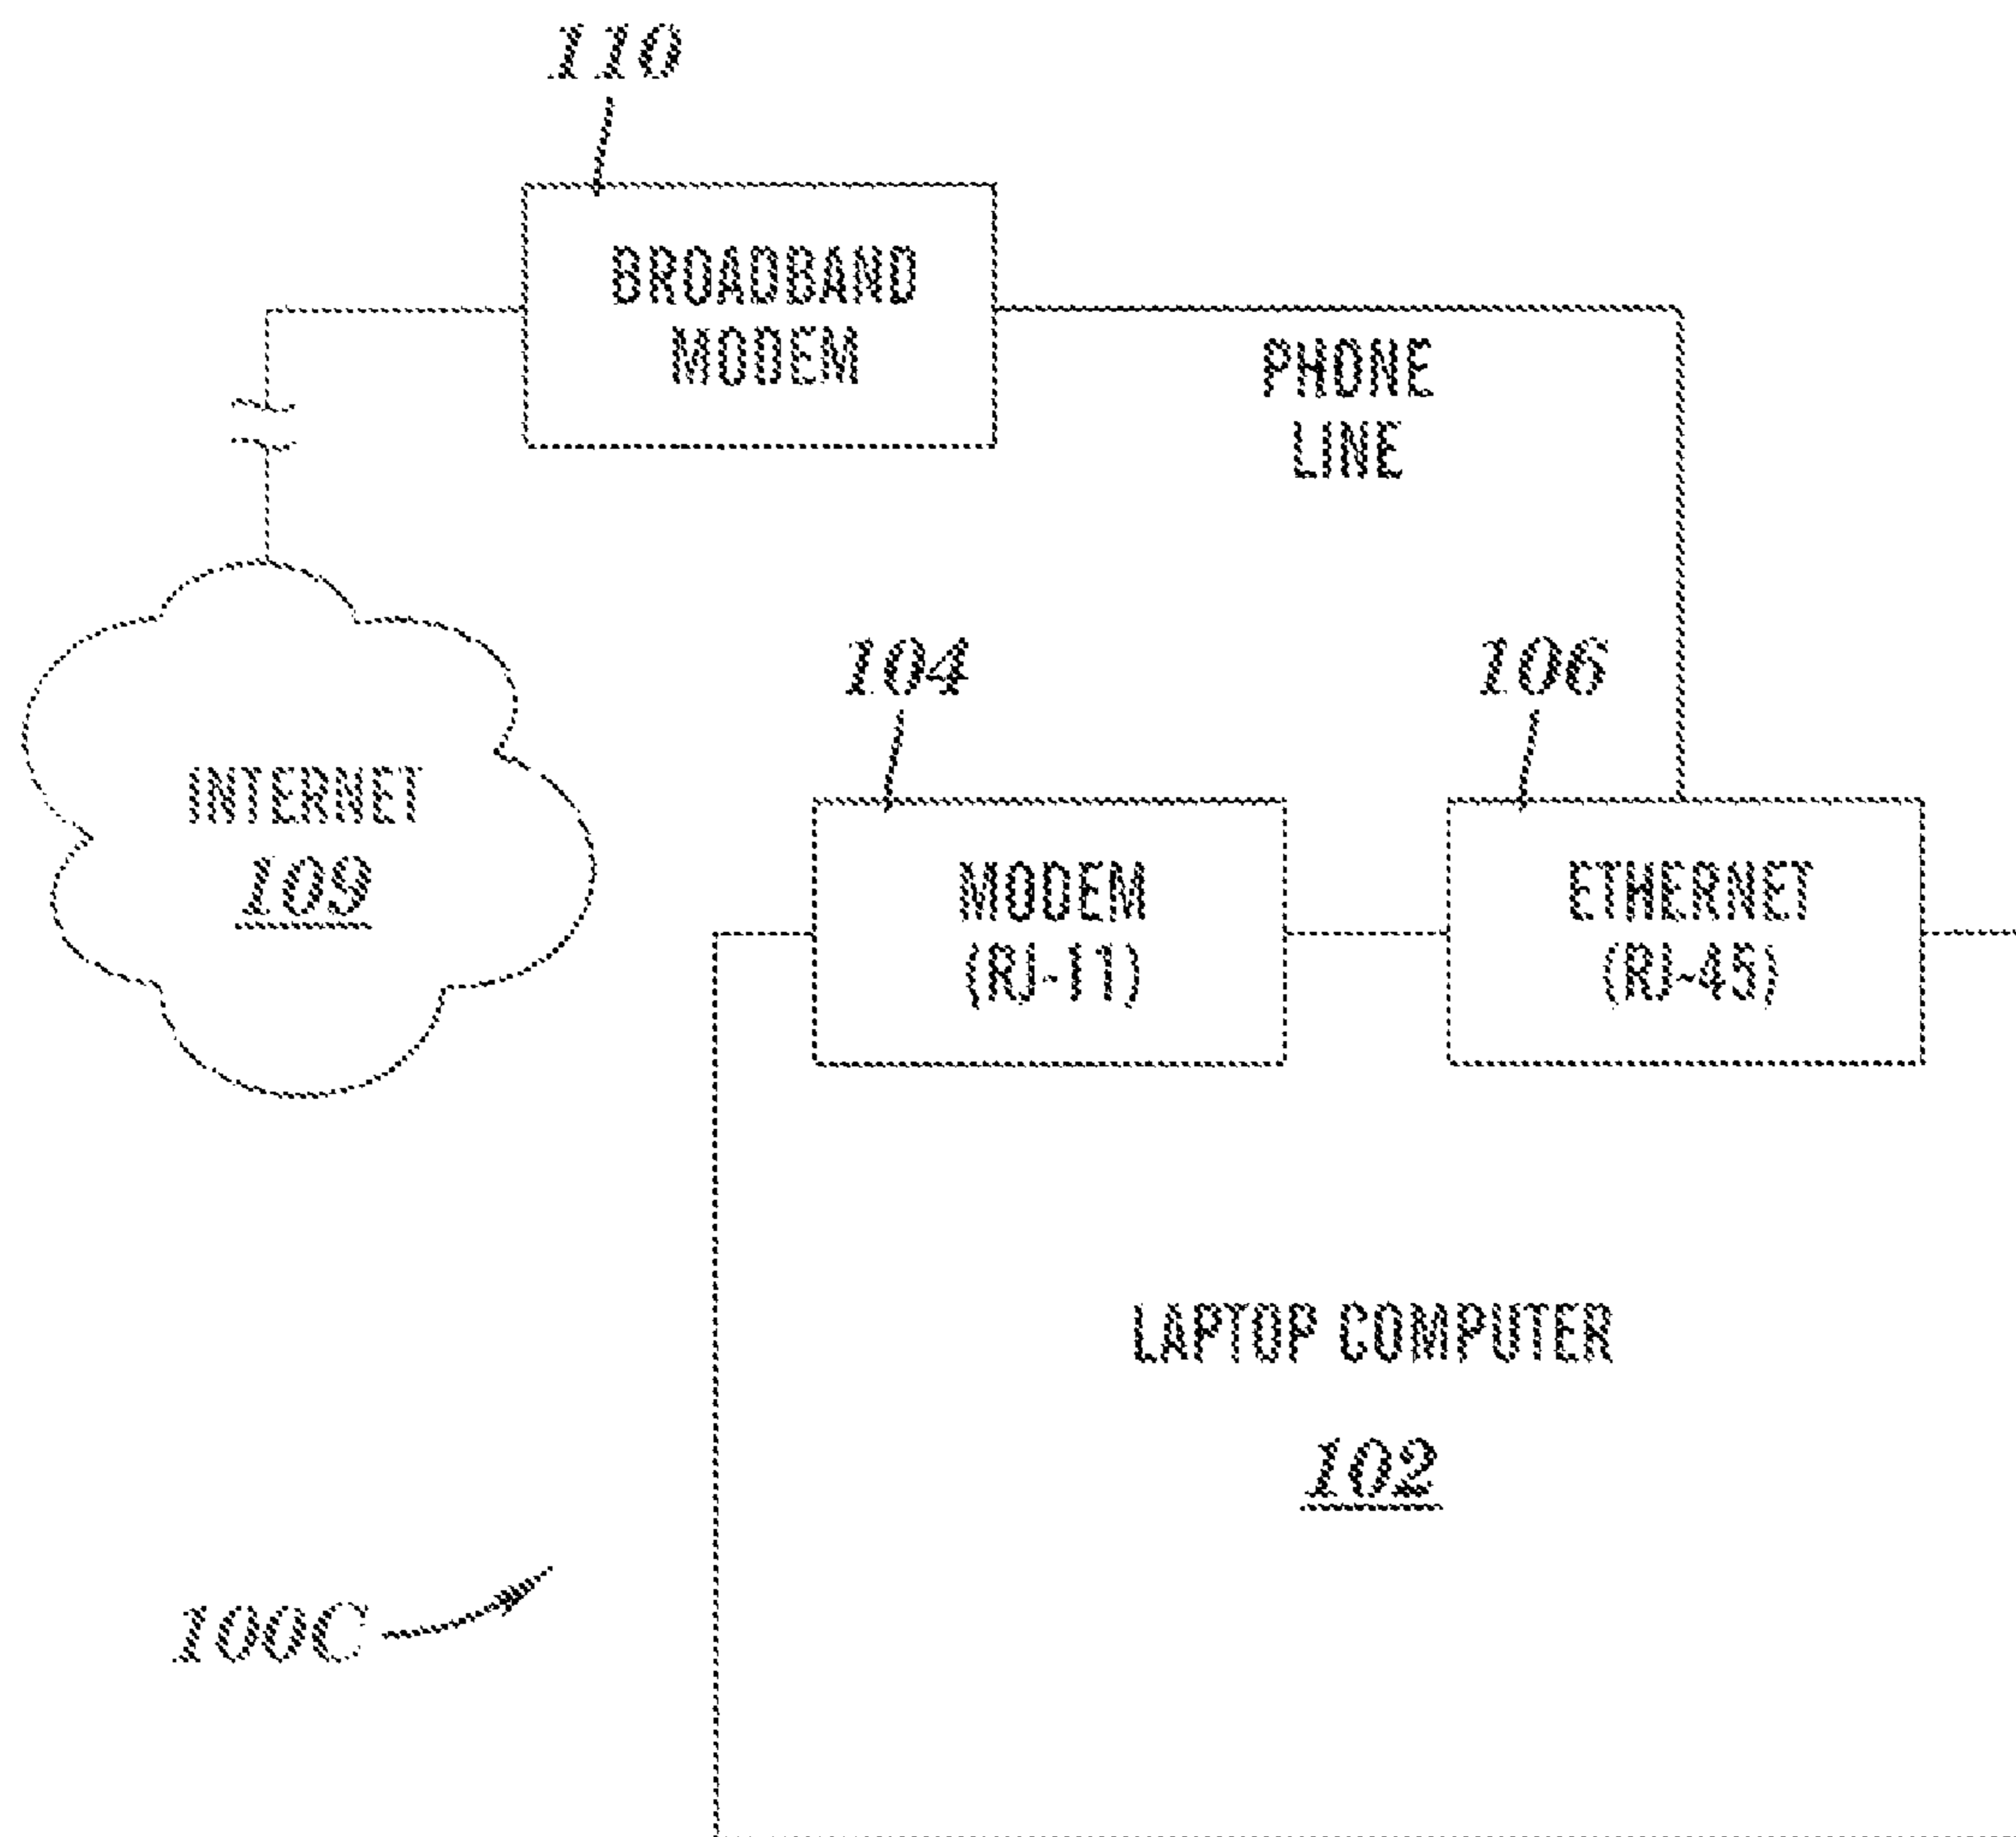 110
BROADBAND
MODEM
PHONE
LINE
104
106
INTERNET
109
MODEM
(RJ-11)
ETHERNET
(RJ-45)
LAPTOP COMPUTER
102
100C